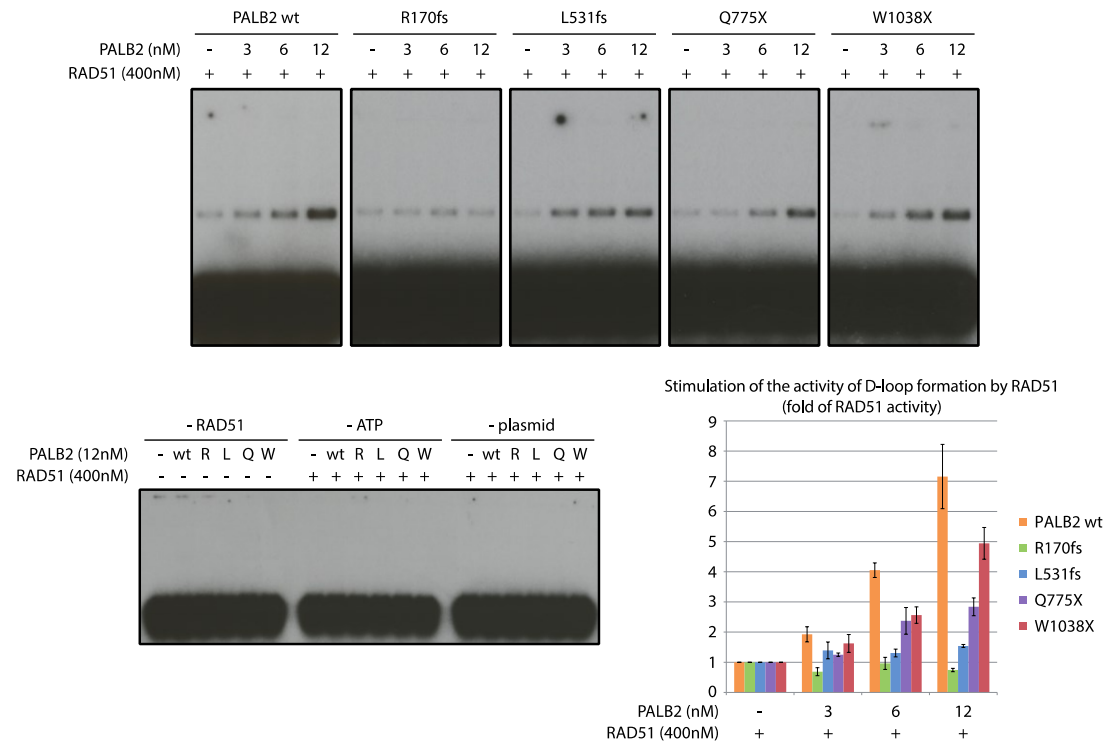 PALB2 wt R170fs L531fs Q775X W1038X
PALB2 (nM) - 3 6 12 - 3 6 12 - 3 6 12 - 3 6 12 - 3 6 12
RAD51 (400nM) + + + + + + + + + + + + + + + + + + + +
- RAD51 - ATP - plasmid
PALB2 (12nM) - wt R L Q W - wt R L Q W - wt R L Q W
RAD51 (400nM) - - - - - - + + + + + + + + + + + +
Stimulation of the activity of D-loop formation by RAD51
(fold of RAD51 activity)
9
8
7
6
5
4
3
2
1
0
PALB2 wt
R170fs
L531fs
Q775X
W1038X
PALB2 (nM) - 3 6 12
RAD51 (400nM) + + + +